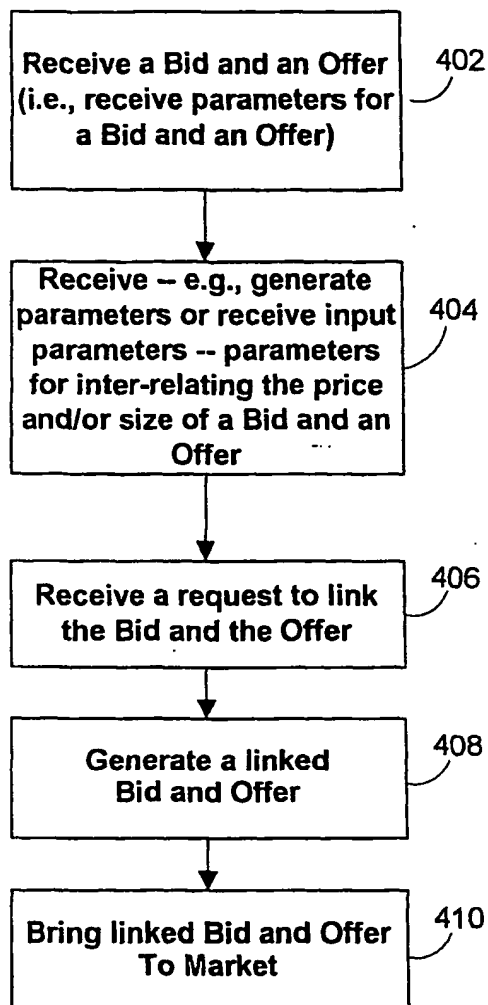 Receive a Bid and an Offer
(i.e., receive parameters for
a Bid and an Offer)
402
Receive – e.g., generate
parameters or receive input
parameters -- parameters
for inter-relating the price
and/or size of a Bid and an
Offer
404
Receive a request to link
the Bid and the Offer
406
Generate a linked
Bid and Offer
408
Bring linked Bid and Offer
To Market
410